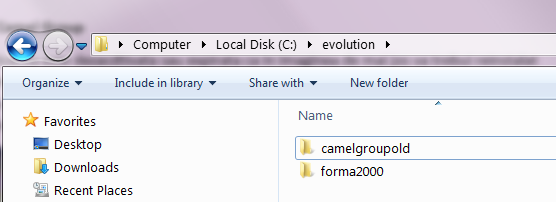 Computer Local Disk (C:) evolution
Organize Include in library Share with New folder
Favorites
Desktop
Downloads
Recent Places
Name
camelgroupold
forma2000